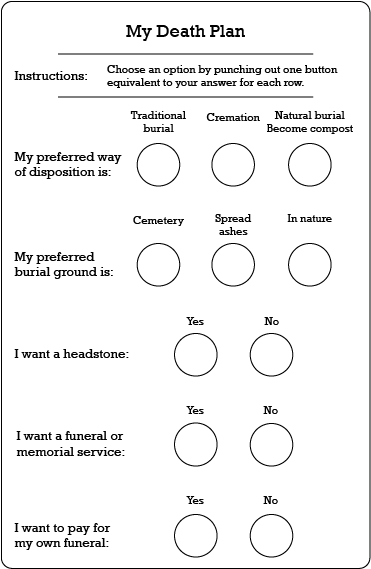 My Death Plan
Instructions: Choose an option by punching out one button
equivalent to your answer for each row.
Traditional
burial
Cremation
Natural burial
Become compost
My preferred way
of disposition is:
Cemetery
Spread
ashes
In nature
My preferred
burial ground is:
Yes No
I want a headstone:
Yes No
I want a funeral or
memorial service:
Yes No
I want to pay for
my own funeral: